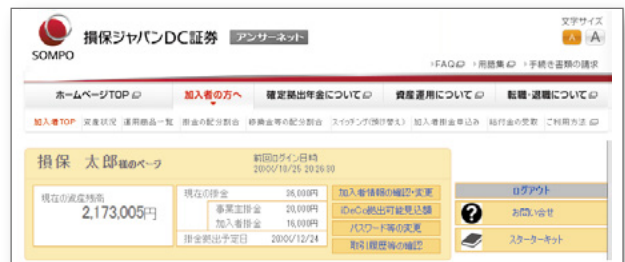 文字サイズ
SOMPO
損保ジャパンDC証券 アンサーネット
A A
FAQ 用語集 手続き書類の請求
ホームページTOP 加入者の方へ 確定拠出年金について 資産運用について 転職・退職について
加入者TOP 資産状況 運用商品一覧 掛金の配分割合 移換金等の配分割合 スイッチング(預け替え) 加入者掛金申込み 給付金の受取 ご利用方法
損保 太郎様のページ
前回ログイン日時
20XX/10/25 20:26:30
現在の資産残高
2,173,005円
現在の掛金 36,000円
事業主掛金 20,000円
加入者掛金 16,000円
掛金拠出予定日 20XX/12/24
加入者情報の確認・変更
iDeCo拠出可能見込額
パスワード等の変更
取引履歴等の確認
ログアウト
? お問い合せ
スターターキット